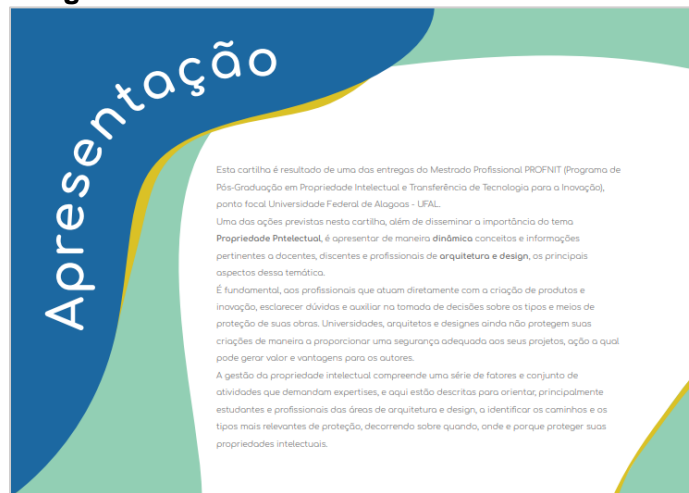 Apresentação
Esta cartilha é resultado de uma das entregas do Mestrado Profissional PROFNIT (Programa de
Pós-Graduação em Propriedade Intelectual e Transferência de Tecnologia para a Inovação),
ponto focal Universidade Federal de Alagoas - UFAL.
Uma das ações previstas nesta cartilha, além de disseminar a importância do tema
Propriedade Pntelectual, é apresentar de maneira dinâmica conceitos e informações
pertinentes a docentes, discentes e profissionais de arquitetura e design, os principais
aspectos dessa temática.
É fundamental, aos profissionais que atuam diretamente com a criação de produtos e
inovação, esclarecer dúvidas e auxiliar na tomada de decisões sobre os tipos e meios de
proteção de suas obras. Universidades, arquitetos e designes ainda não protegem suas
criações de maneira a proporcionar uma segurança adequada aos seus projetos, ação a qual
pode gerar valor e vantagens para os autores.
A gestão da propriedade intelectual compreende uma série de fatores e conjunto de
atividades que demandam expertises, e aqui estão descritas para orientar, principalmente
estudantes e profissionais das áreas de arquitetura e design, a identificar os caminhos e os
tipos mais relevantes de proteção, decorrendo sobre quando, onde e porque proteger suas
propriedades intelectuais.